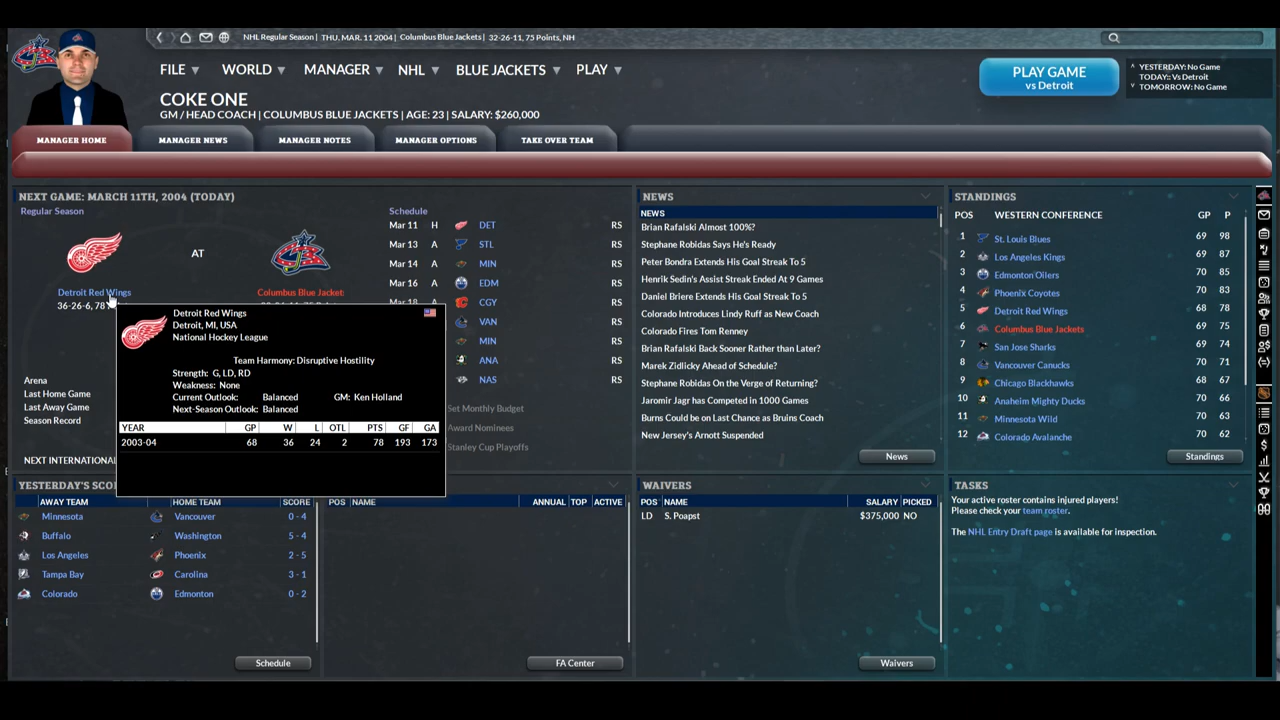 NHL Regular Season | THU. MAR. 11 2004 | Columbus Blue Jackets | 32-26-11, 75 Points, NH
FILE WORLD MANAGER NHL BLUE JACKETS PLAY
PLAY GAME
vs Detroit
YESTERDAY: No Game
TODAY:: Vs Detroit
TOMORROW: No Game
COKE ONE
GM / HEAD COACH | COLUMBUS BLUE JACKETS | AGE: 23 | SALARY: $260,000
MANAGER HOME MANAGER NEWS MANAGER NOTES MANAGER OPTIONS TAKE OVER TEAM
NEXT GAME: MARCH 11TH, 2004 (TODAY)
Regular Season
AT
Detroit Red Wings
36-26-6, 78
Columbus Blue Jacket
Schedule
Mar 11 H DET RS
Mar 13 A STL RS
Mar 14 A MIN RS
Mar 16 A EDM RS
Mar 18 CGY RS
VAN RS
MIN RS
ANA RS
NAS RS
Detroit Red Wings
Detroit, MI, USA
National Hockey League
Team Harmony: Disruptive Hostility
Strength: G, LD, RD
Weakness: None
Current Outlook: Balanced GM: Ken Holland
Next-Season Outlook: Balanced
YEAR GP W L OTL PTS GF GA
2003-04 68 36 24 2 78 193 173
Arena
Last Home Game
Last Away Game
Season Record
NEXT INTERNATIONA
Set Monthly Budget
Award Nominees
Stanley Cup Playoffs
NEWS
NEWS
Brian Rafalski Almost 100%?
Stephane Robidas Says He's Ready
Peter Bondra Extends His Goal Streak To 5
Henrik Sedin's Assist Streak Ended At 9 Games
Daniel Briere Extends His Goal Streak To 5
Colorado Introduces Lindy Ruff as New Coach
Colorado Fires Tom Renney
Brian Rafalski Back Sooner Rather than Later?
Marek Zidlicky Ahead of Schedule?
Stephane Robidas On the Verge of Returning?
Jaromir Jagr has Competed in 1000 Games
Burns Could be on Last Chance as Bruins Coach
New Jersey's Arnott Suspended
News
STANDINGS
POS WESTERN CONFERENCE GP P
1 St. Louis Blues 69 98
2 Los Angeles Kings 69 87
3 Edmonton Oilers 70 85
4 Phoenix Coyotes 70 83
5 Detroit Red Wings 68 78
6 Columbus Blue Jackets 69 75
7 San Jose Sharks 69 74
8 Vancouver Canucks 70 71
9 Chicago Blackhawks 68 67
10 Anaheim Mighty Ducks 70 66
11 Minnesota Wild 70 63
12 Colorado Avalanche 70 62
Standings
YESTERDAY'S SCO
AWAY TEAM HOME TEAM SCORE
Minnesota Vancouver 0 - 4
Buffalo Washington 5 - 4
Los Angeles Phoenix 2 - 5
Tampa Bay Carolina 3 - 1
Colorado Edmonton 0 - 2
Schedule
POS NAME ANNUAL TOP ACTIVE
FA Center
WAIVERS
POS NAME SALARY PICKED
LD S. Poapst $375,000 NO
Waivers
TASKS
Your active roster contains injured players!
Please check your team roster.
The NHL Entry Draft page is available for inspection.